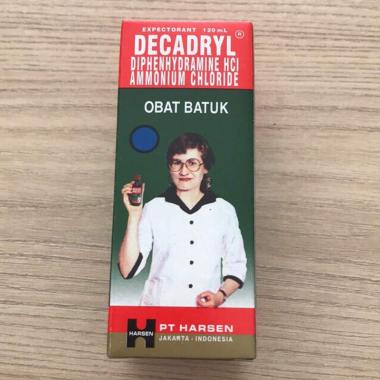 EXPECTORANT 120 mL
DECADRYL®
DIPHENHYDRAMINE HCl
AMMONIUM CHLORIDE
OBAT BATUK
HARSEN
PT HARSEN
JAKARTA - INDONESIA